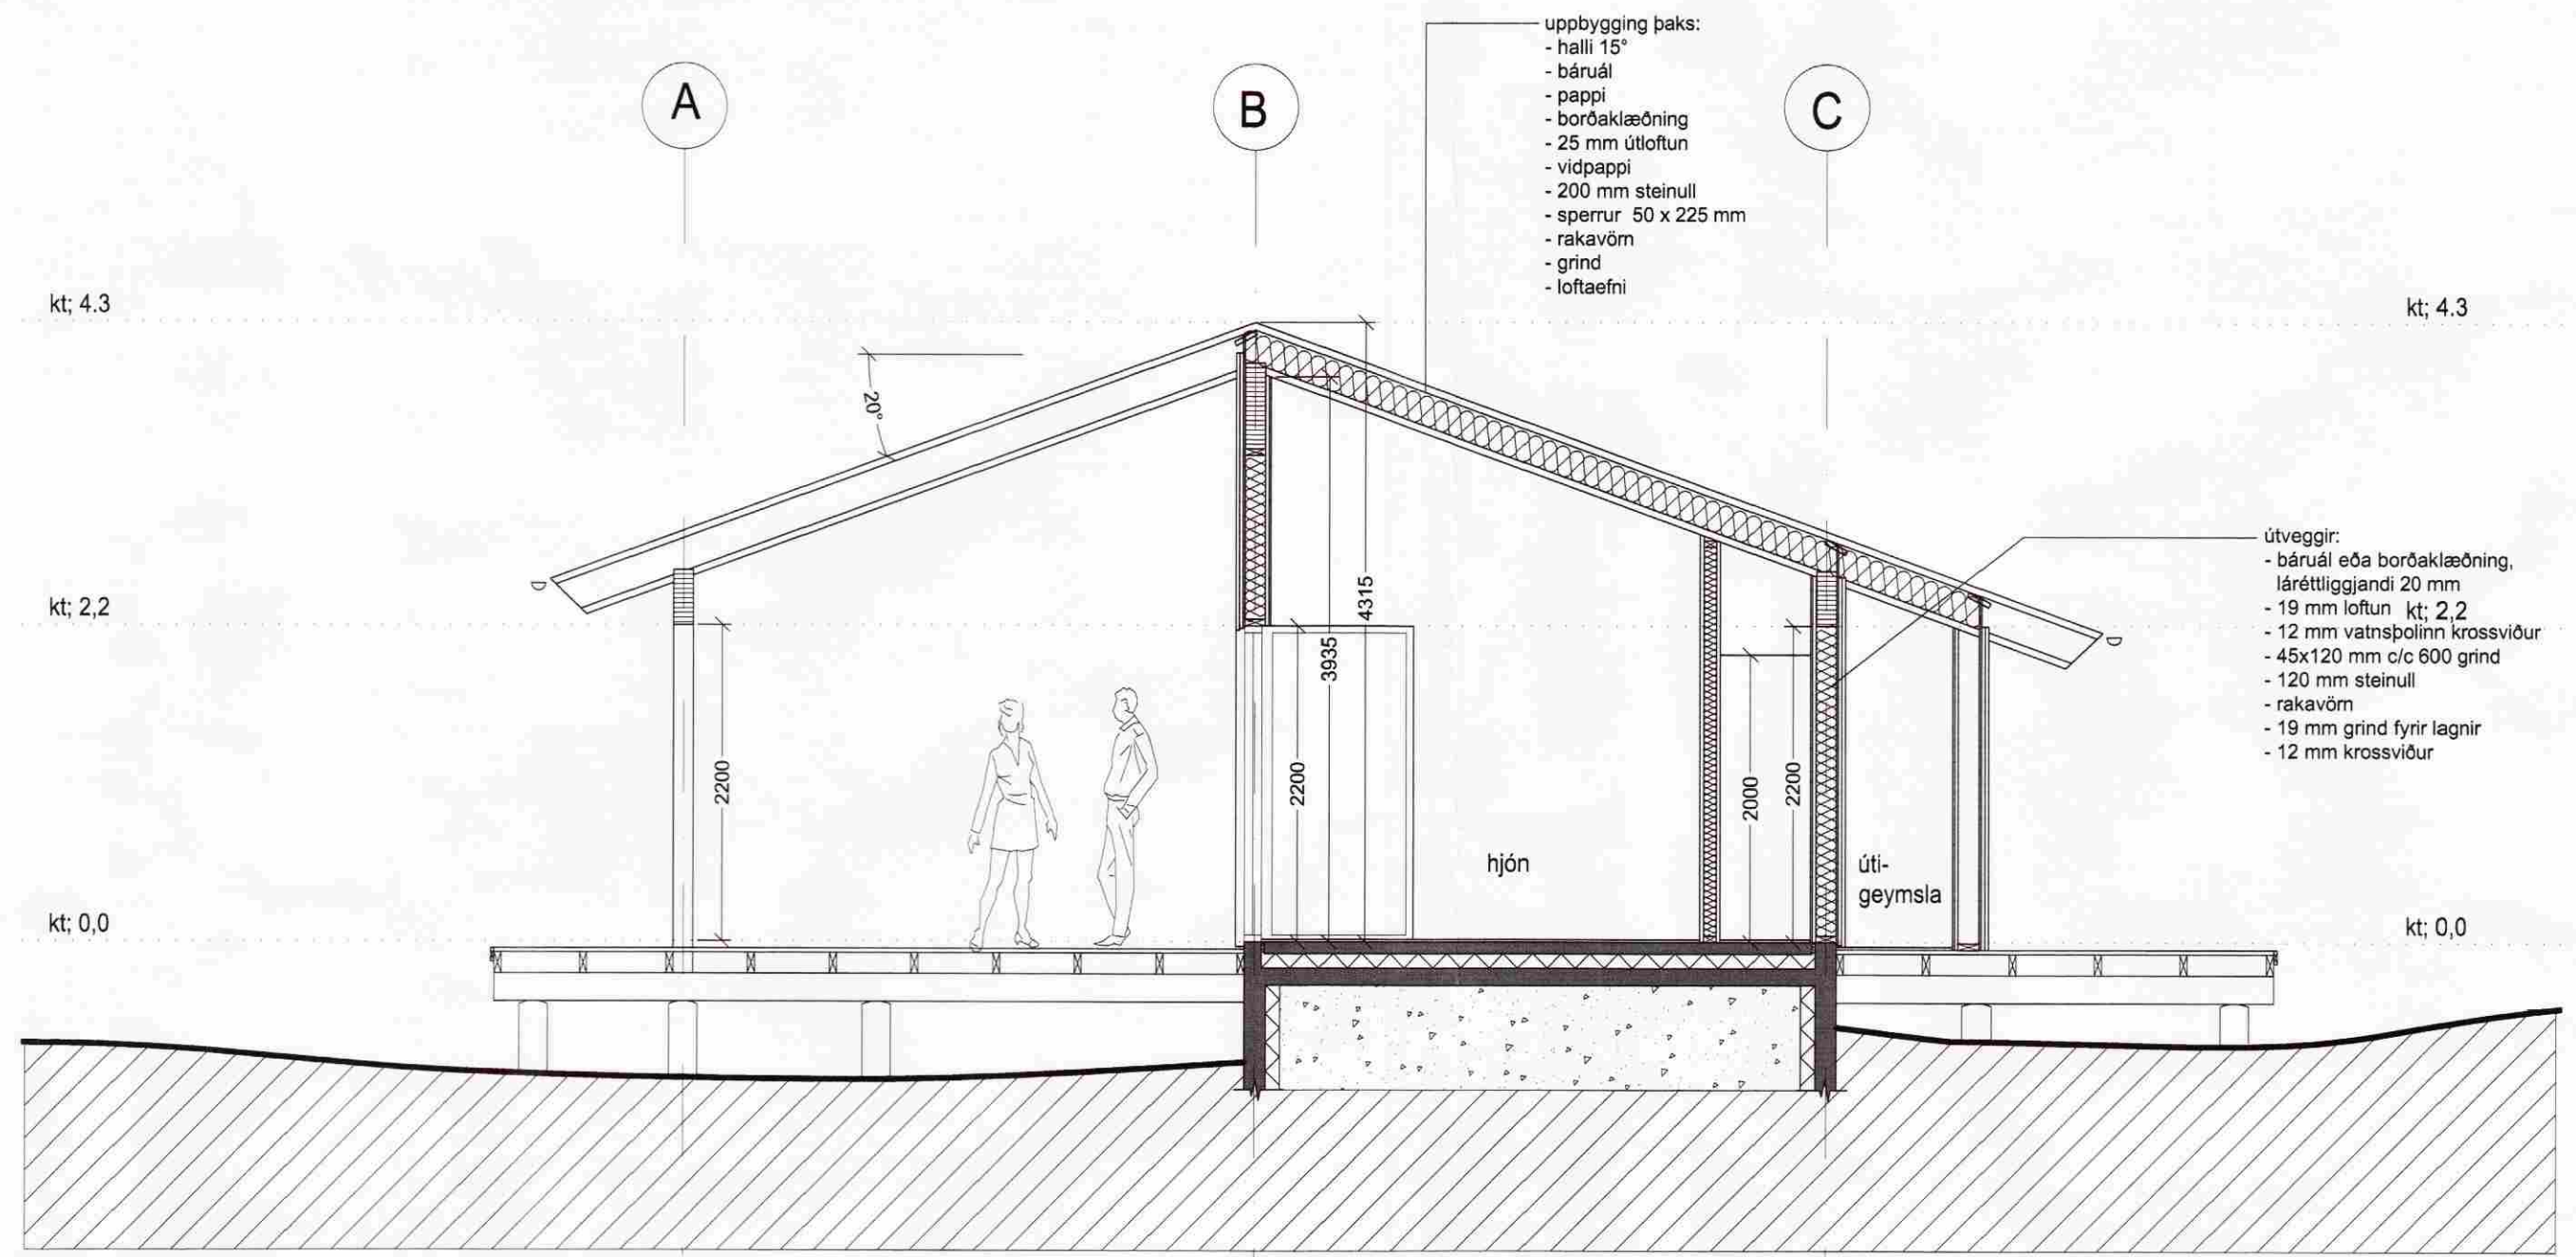 uppbygging þaks:
- halli 15°
- báruál
- pappi
- borðaklæðning
- 25 mm útloftun
- vidpappi
- 200 mm steinull
- sperrur 50 x 225 mm
- rakavörn
- grind
- loftaefni
A
B
C
kt; 4.3
kt; 4.3
20°
útveggir:
- báruál eða borðaklæðning,
láréttliggjandi 20 mm
- 19 mm loftun
- 12 mm vatnsþolinn krossviður
- 45x120 mm c/c 600 grind
- 120 mm steinull
- rakavörn
- 19 mm grind fyrir lagnir
- 12 mm krossviður
kt; 2,2
kt; 2,2
4315
3935
2200
2200
2000
2200
hjón
úti-
geymsla
kt; 0,0
kt; 0,0